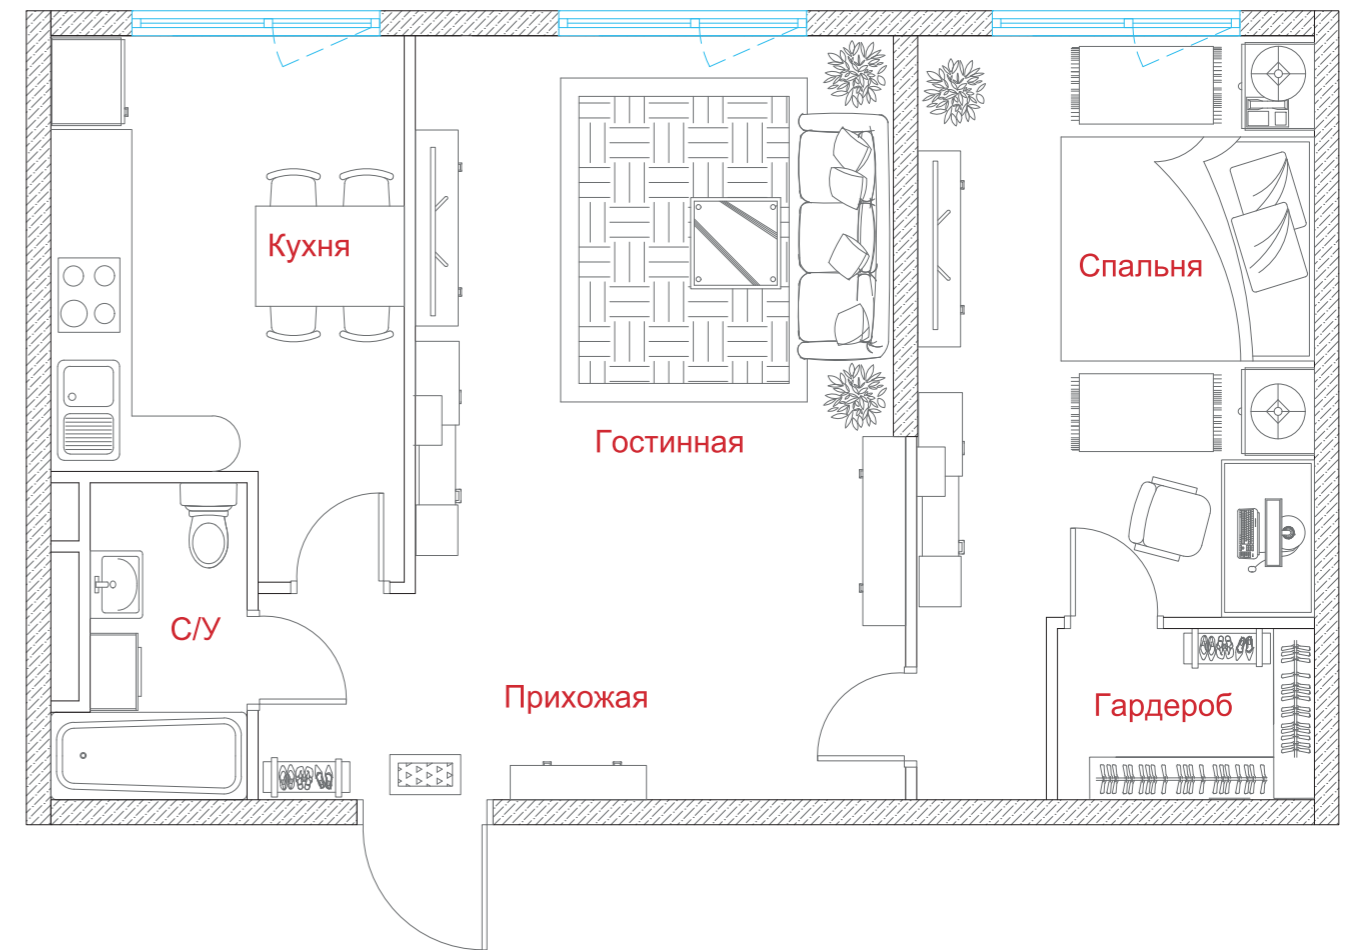 Кухня
Спальня
Гостинная
С/У
Прихожая
Гардероб